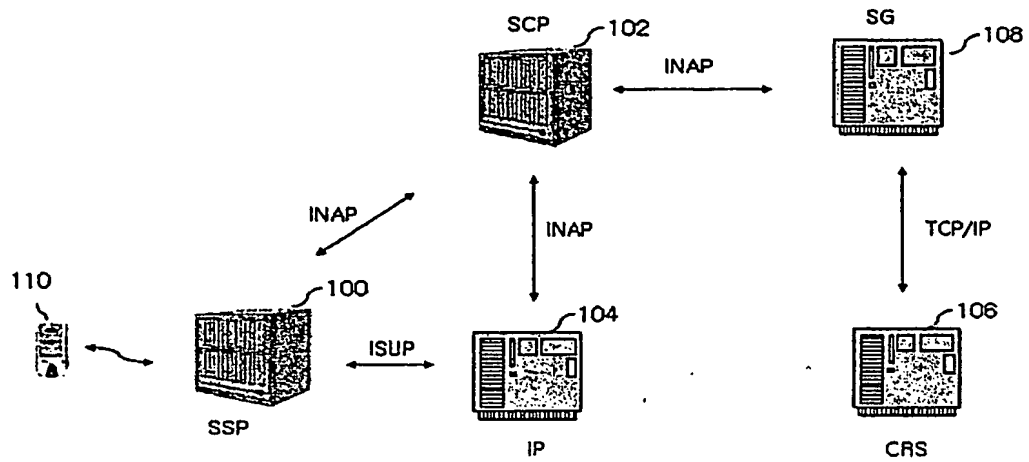 SCP
102
SG
108
INAP
INAP
INAP
TCP/IP
110
100
104
106
ISUP
SSP
IP
CRS